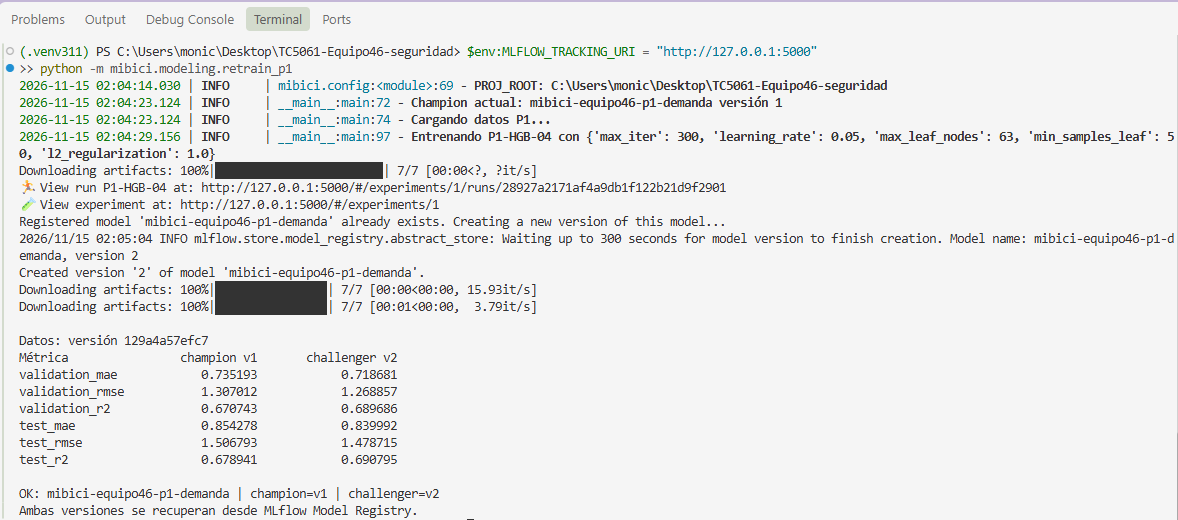 Problems Output Debug Console Terminal Ports
(.venv311) PS C:\Users\monic\Desktop\TC5061-Equipo46-seguridad> $env:MLFLOW_TRACKING_URI = "http://127.0.0.1:5000"
>> python -m mibici.modeling.retrain_p1
2026-11-15 02:04:14.030 | INFO     | mibici.config:<module>:69 - PROJ_ROOT: C:\Users\monic\Desktop\TC5061-Equipo46-seguridad
2026-11-15 02:04:23.124 | INFO     | __main__:main:72 - Champion actual: mibici-equipo46-p1-demanda versión 1
2026-11-15 02:04:23.124 | INFO     | __main__:main:74 - Cargando datos P1...
2026-11-15 02:04:29.156 | INFO     | __main__:main:97 - Entrenando P1-HGB-04 con {'max_iter': 300, 'learning_rate': 0.05, 'max_leaf_nodes': 63, 'min_samples_leaf': 5
0, 'l2_regularization': 1.0}
Downloading artifacts: 100%| | 7/7 [00:00<?, ?it/s]
🏃 View run P1-HGB-04 at: http://127.0.0.1:5000/#/experiments/1/runs/28927a2171af4a9db1f122b21d9f2901
🧪 View experiment at: http://127.0.0.1:5000/#/experiments/1
Registered model 'mibici-equipo46-p1-demanda' already exists. Creating a new version of this model...
2026/11/15 02:05:04 INFO mlflow.store.model_registry.abstract_store: Waiting up to 300 seconds for model version to finish creation. Model name: mibici-equipo46-p1-d
emanda, version 2
Created version '2' of model 'mibici-equipo46-p1-demanda'.
Downloading artifacts: 100%| | 7/7 [00:00<00:00, 15.93it/s]
Downloading artifacts: 100%| | 7/7 [00:01<00:00,  3.79it/s]
Datos: versión 129a4a57efc7
Métrica champion v1 challenger v2
validation_mae 0.735193 0.718681
validation_rmse 1.307012 1.268857
validation_r2 0.670743 0.689686
test_mae 0.854278 0.839992
test_rmse 1.506793 1.478715
test_r2 0.678941 0.690795
OK: mibici-equipo46-p1-demanda | champion=v1 | challenger=v2
Ambas versiones se recuperan desde MLflow Model Registry.